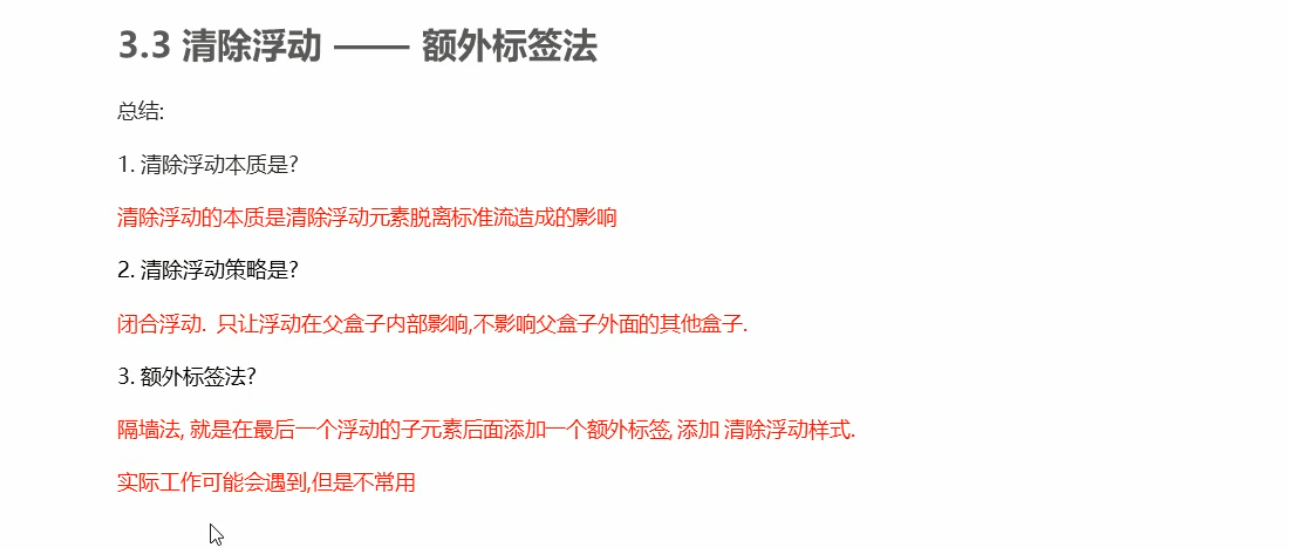 3.3 清除浮动 —— 额外标签法
总结:
1. 清除浮动本质是?
清除浮动的本质是清除浮动元素脱离标准流造成的影响
2. 清除浮动策略是?
闭合浮动. 只让浮动在父盒子内部影响,不影响父盒子外面的其他盒子.
3. 额外标签法?
隔墙法, 就是在最后一个浮动的子元素后面添加一个额外标签, 添加 清除浮动样式.
实际工作可能会遇到,但是不常用